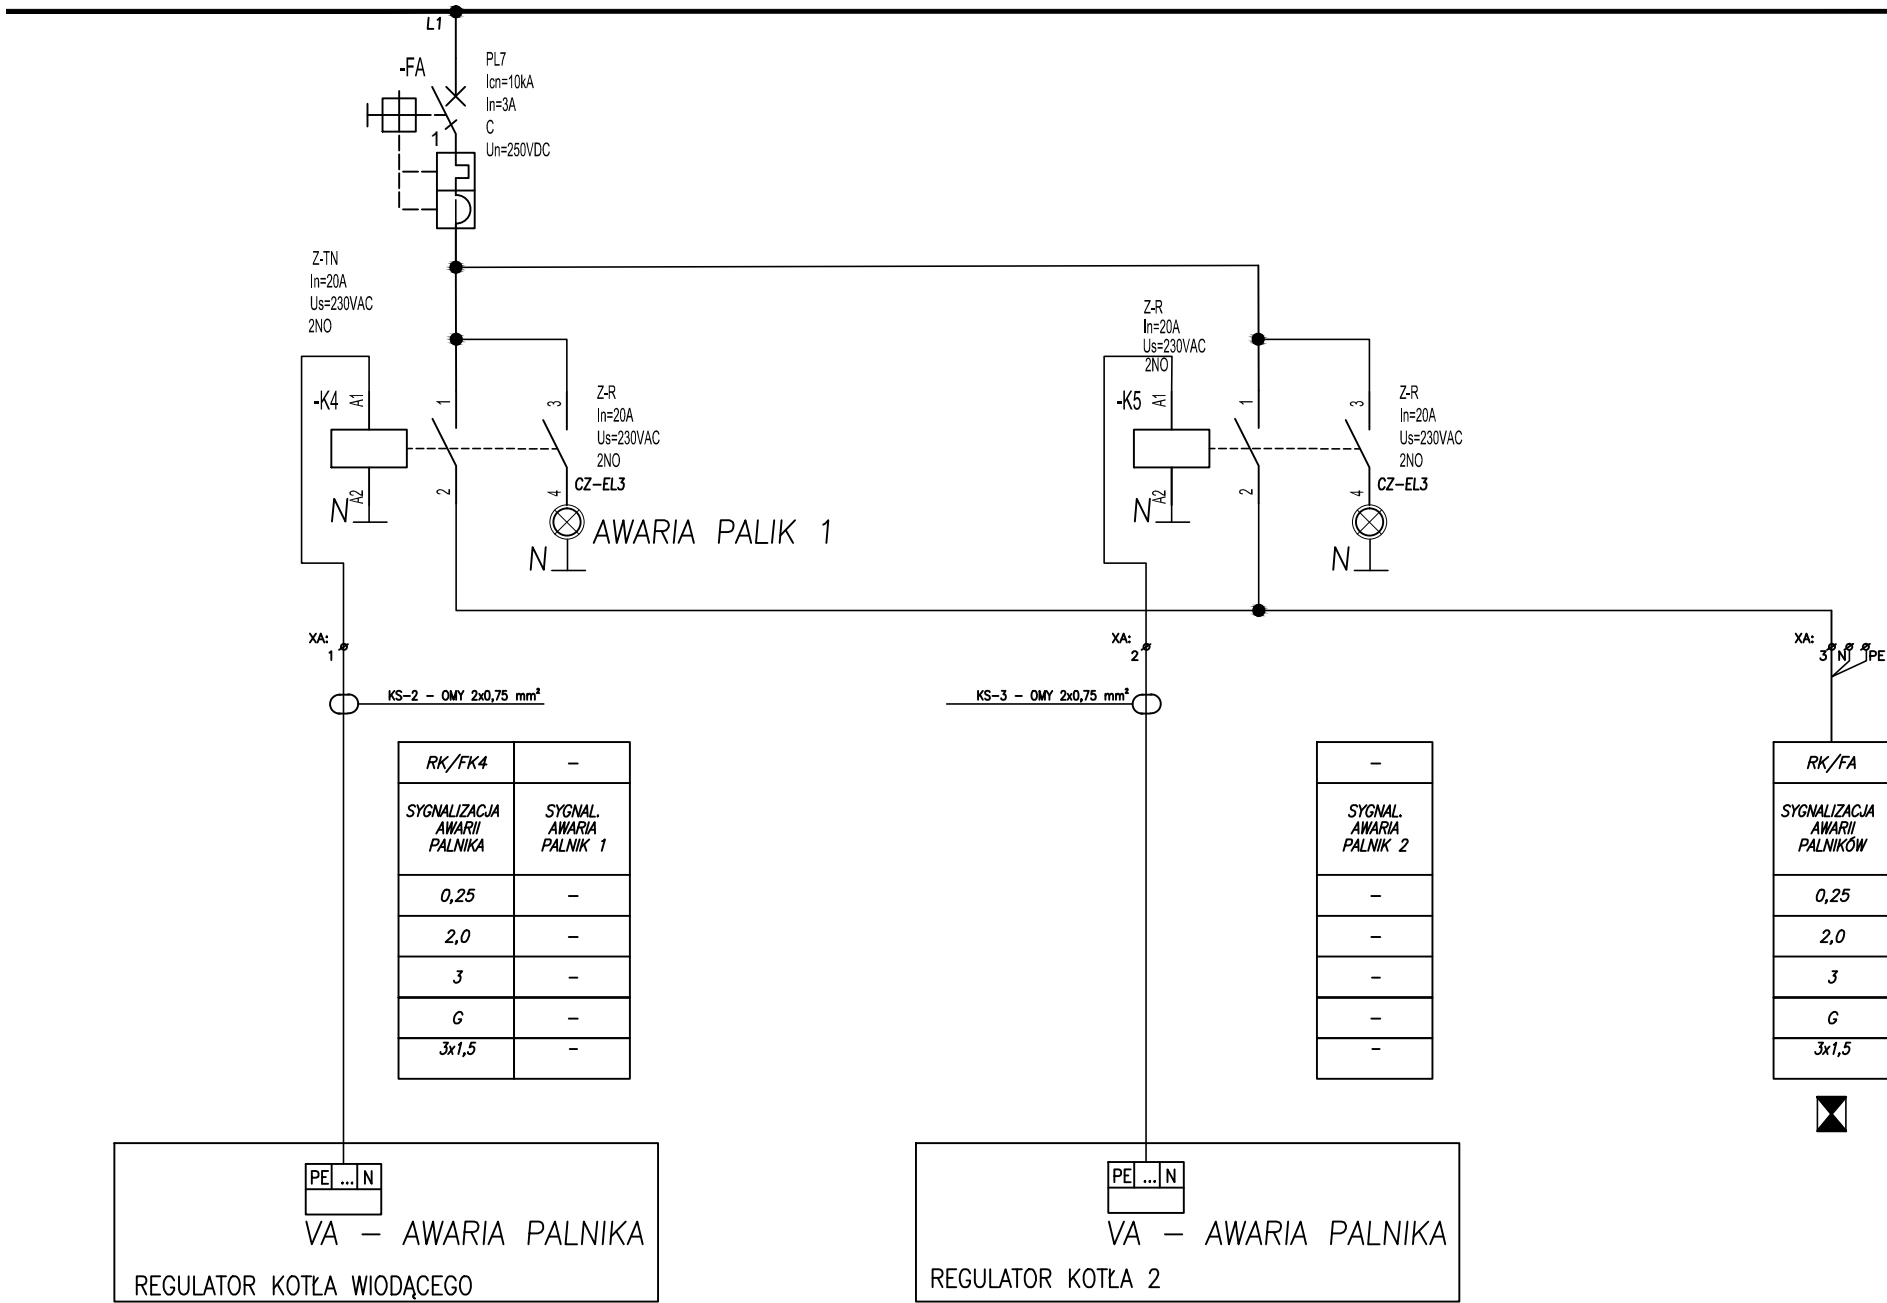 L1
-FA
PL7
Icn=10kA
In=3A
C
Un=250VDC
1
Z-TN
In=20A
Us=230VAC
2NO
-K4
A1
A2
N
1
2
3
4
Z-R
In=20A
Us=230VAC
2NO
CZ-EL3
AWARIA PALIK 1
N
Z-R
In=20A
Us=230VAC
2NO
-K5
A1
A2
N
1
2
3
4
Z-R
In=20A
Us=230VAC
2NO
CZ-EL3
N
XA:
1
XA:
2
XA:
3 N PE
KS-2 - OMY 2x0,75 mm²
KS-3 - OMY 2x0,75 mm²
RK/FK4 -
SYGNALIZACJA
AWARII
PALNIKA
SYGNAL.
AWARIA
PALNIK 1
0,25 -
2,0 -
3 -
G -
3x1,5 -
-
SYGNAL.
AWARIA
PALNIK 2
-
-
-
-
-
RK/FA
SYGNALIZACJA
AWARII
PALNIKÓW
0,25
2,0
3
G
3x1,5
PE ... N
VA - AWARIA PALNIKA
REGULATOR KOTŁA WIODĄCEGO
PE ... N
VA - AWARIA PALNIKA
REGULATOR KOTŁA 2